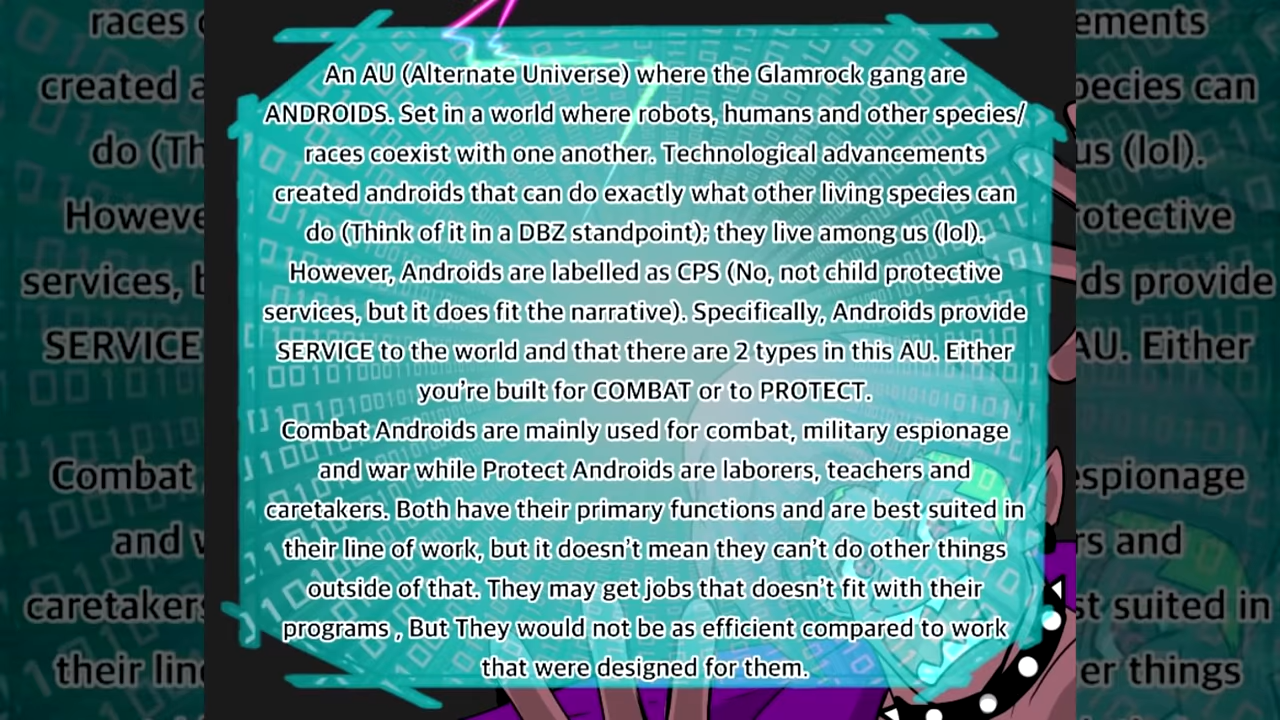 An AU (Alternate Universe) where the Glamrock gang are
ANDROIDS. Set in a world where robots, humans and other species/
races coexist with one another. Technological advancements
created androids that can do exactly what other living species can
do (Think of it in a DBZ standpoint); they live among us (lol).
However, Androids are labelled as CPS (No, not child protective
services, but it does fit the narrative). Specifically, Androids provide
SERVICE to the world and that there are 2 types in this AU. Either
you're built for COMBAT or to PROTECT.
Combat Androids are mainly used for combat, military espionage
and war while Protect Androids are laborers, teachers and
caretakers. Both have their primary functions and are best suited in
their line of work, but it doesn't mean they can't do other things
outside of that. They may get jobs that doesn't fit with their
programs , But They would not be as efficient compared to work
that were designed for them.